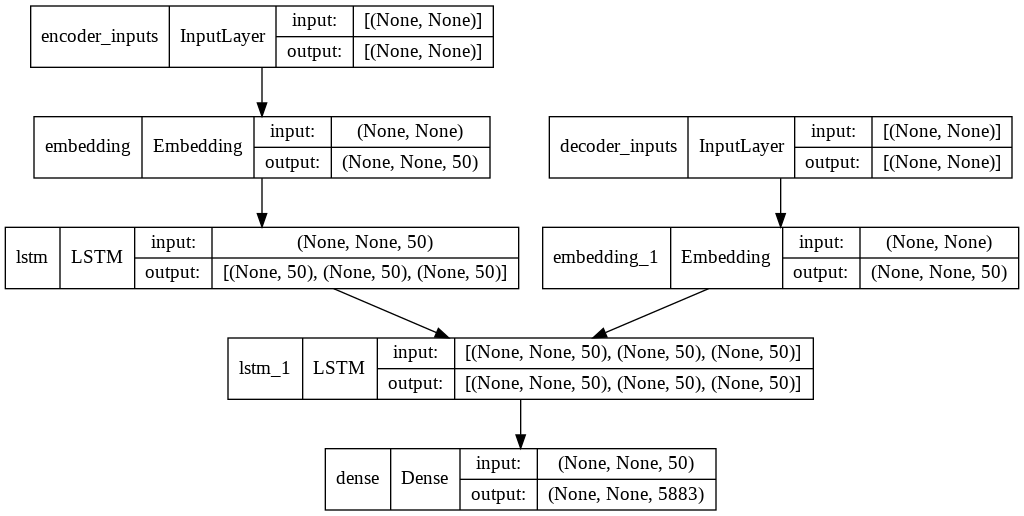 encoder_inputs InputLayer input: [(None, None)]
output: [(None, None)]
embedding Embedding input: (None, None)
output: (None, None, 50)
decoder_inputs InputLayer input: [(None, None)]
output: [(None, None)]
lstm LSTM input: (None, None, 50)
output: [(None, 50), (None, 50), (None, 50)]
embedding_1 Embedding input: (None, None)
output: (None, None, 50)
lstm_1 LSTM input: [(None, None, 50), (None, 50), (None, 50)]
output: [(None, None, 50), (None, 50), (None, 50)]
dense Dense input: (None, None, 50)
output: (None, None, 5883)